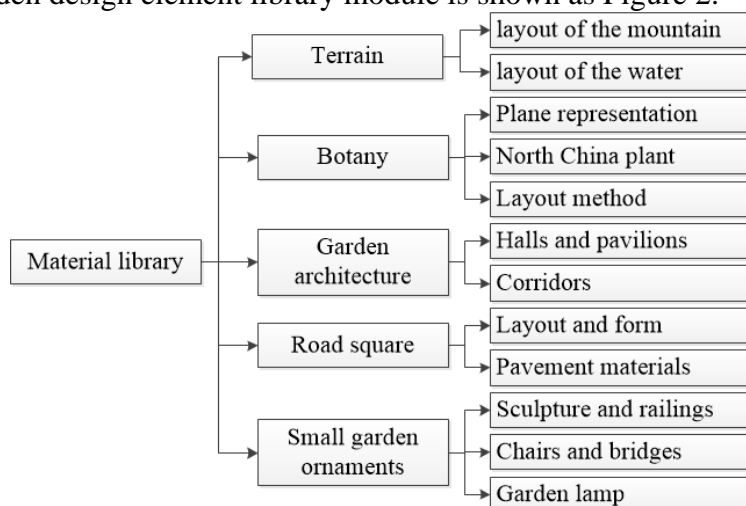 den design element library module is shown as Figure 2.
layout of the mountain
Terrain
layout of the water
Plane representation
Botany
North China plant
Layout method
Halls and pavilions
Garden
architecture
Material library
Corridors
Layout and form
Road square
Pavement materials
Sculpture and railings
Small garden
ornaments
Chairs and bridges
Garden lamp